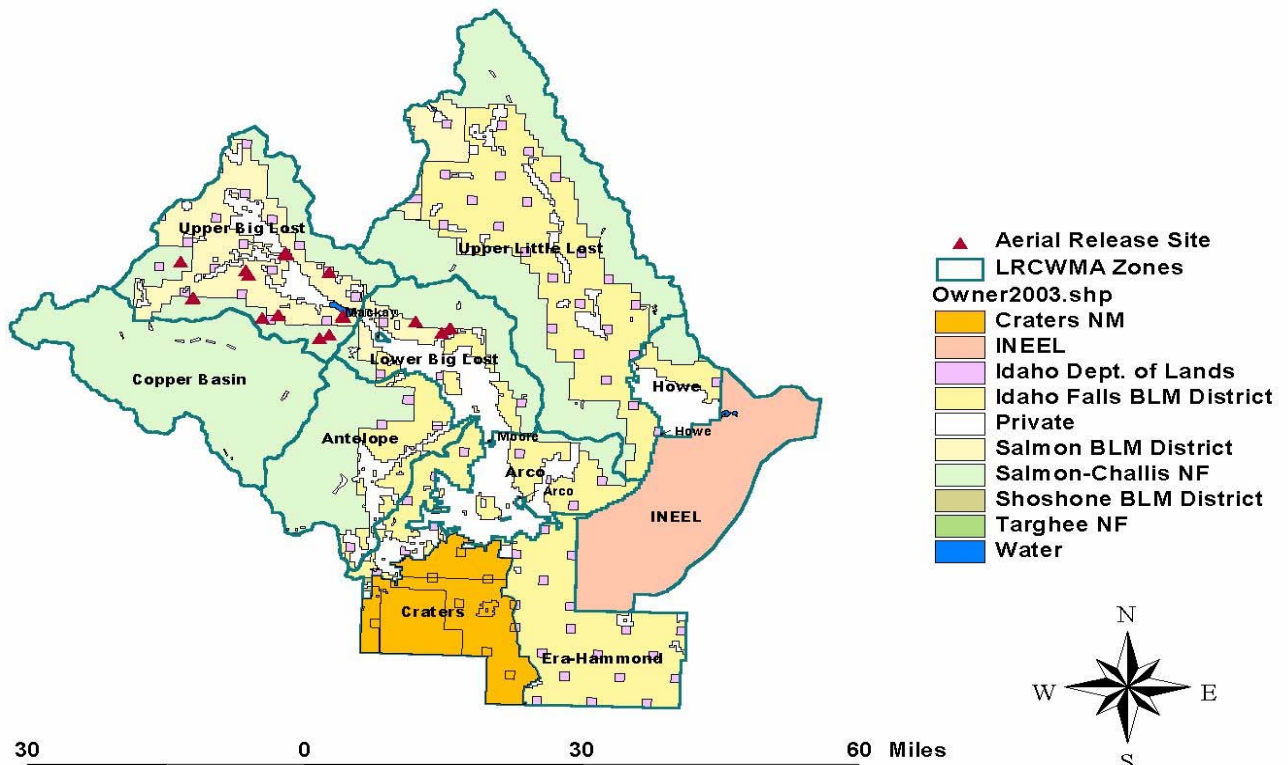 Upper Big Lost
Upper Little Lost
Mackay
Lower Big Lost
Copper Basin
Howe
Antelope
Moore
Howe
Arco
Arco
INEEL
Craters
Era-Hammond
Aerial Release Site
LRCWMA Zones
Owner2003.shp
Craters NM
INEEL
Idaho Dept. of Lands
Idaho Falls BLM District
Private
Salmon BLM District
Salmon-Challis NF
Shoshone BLM District
Targhee NF
Water
N
W E
S
30 0 30 60 Miles